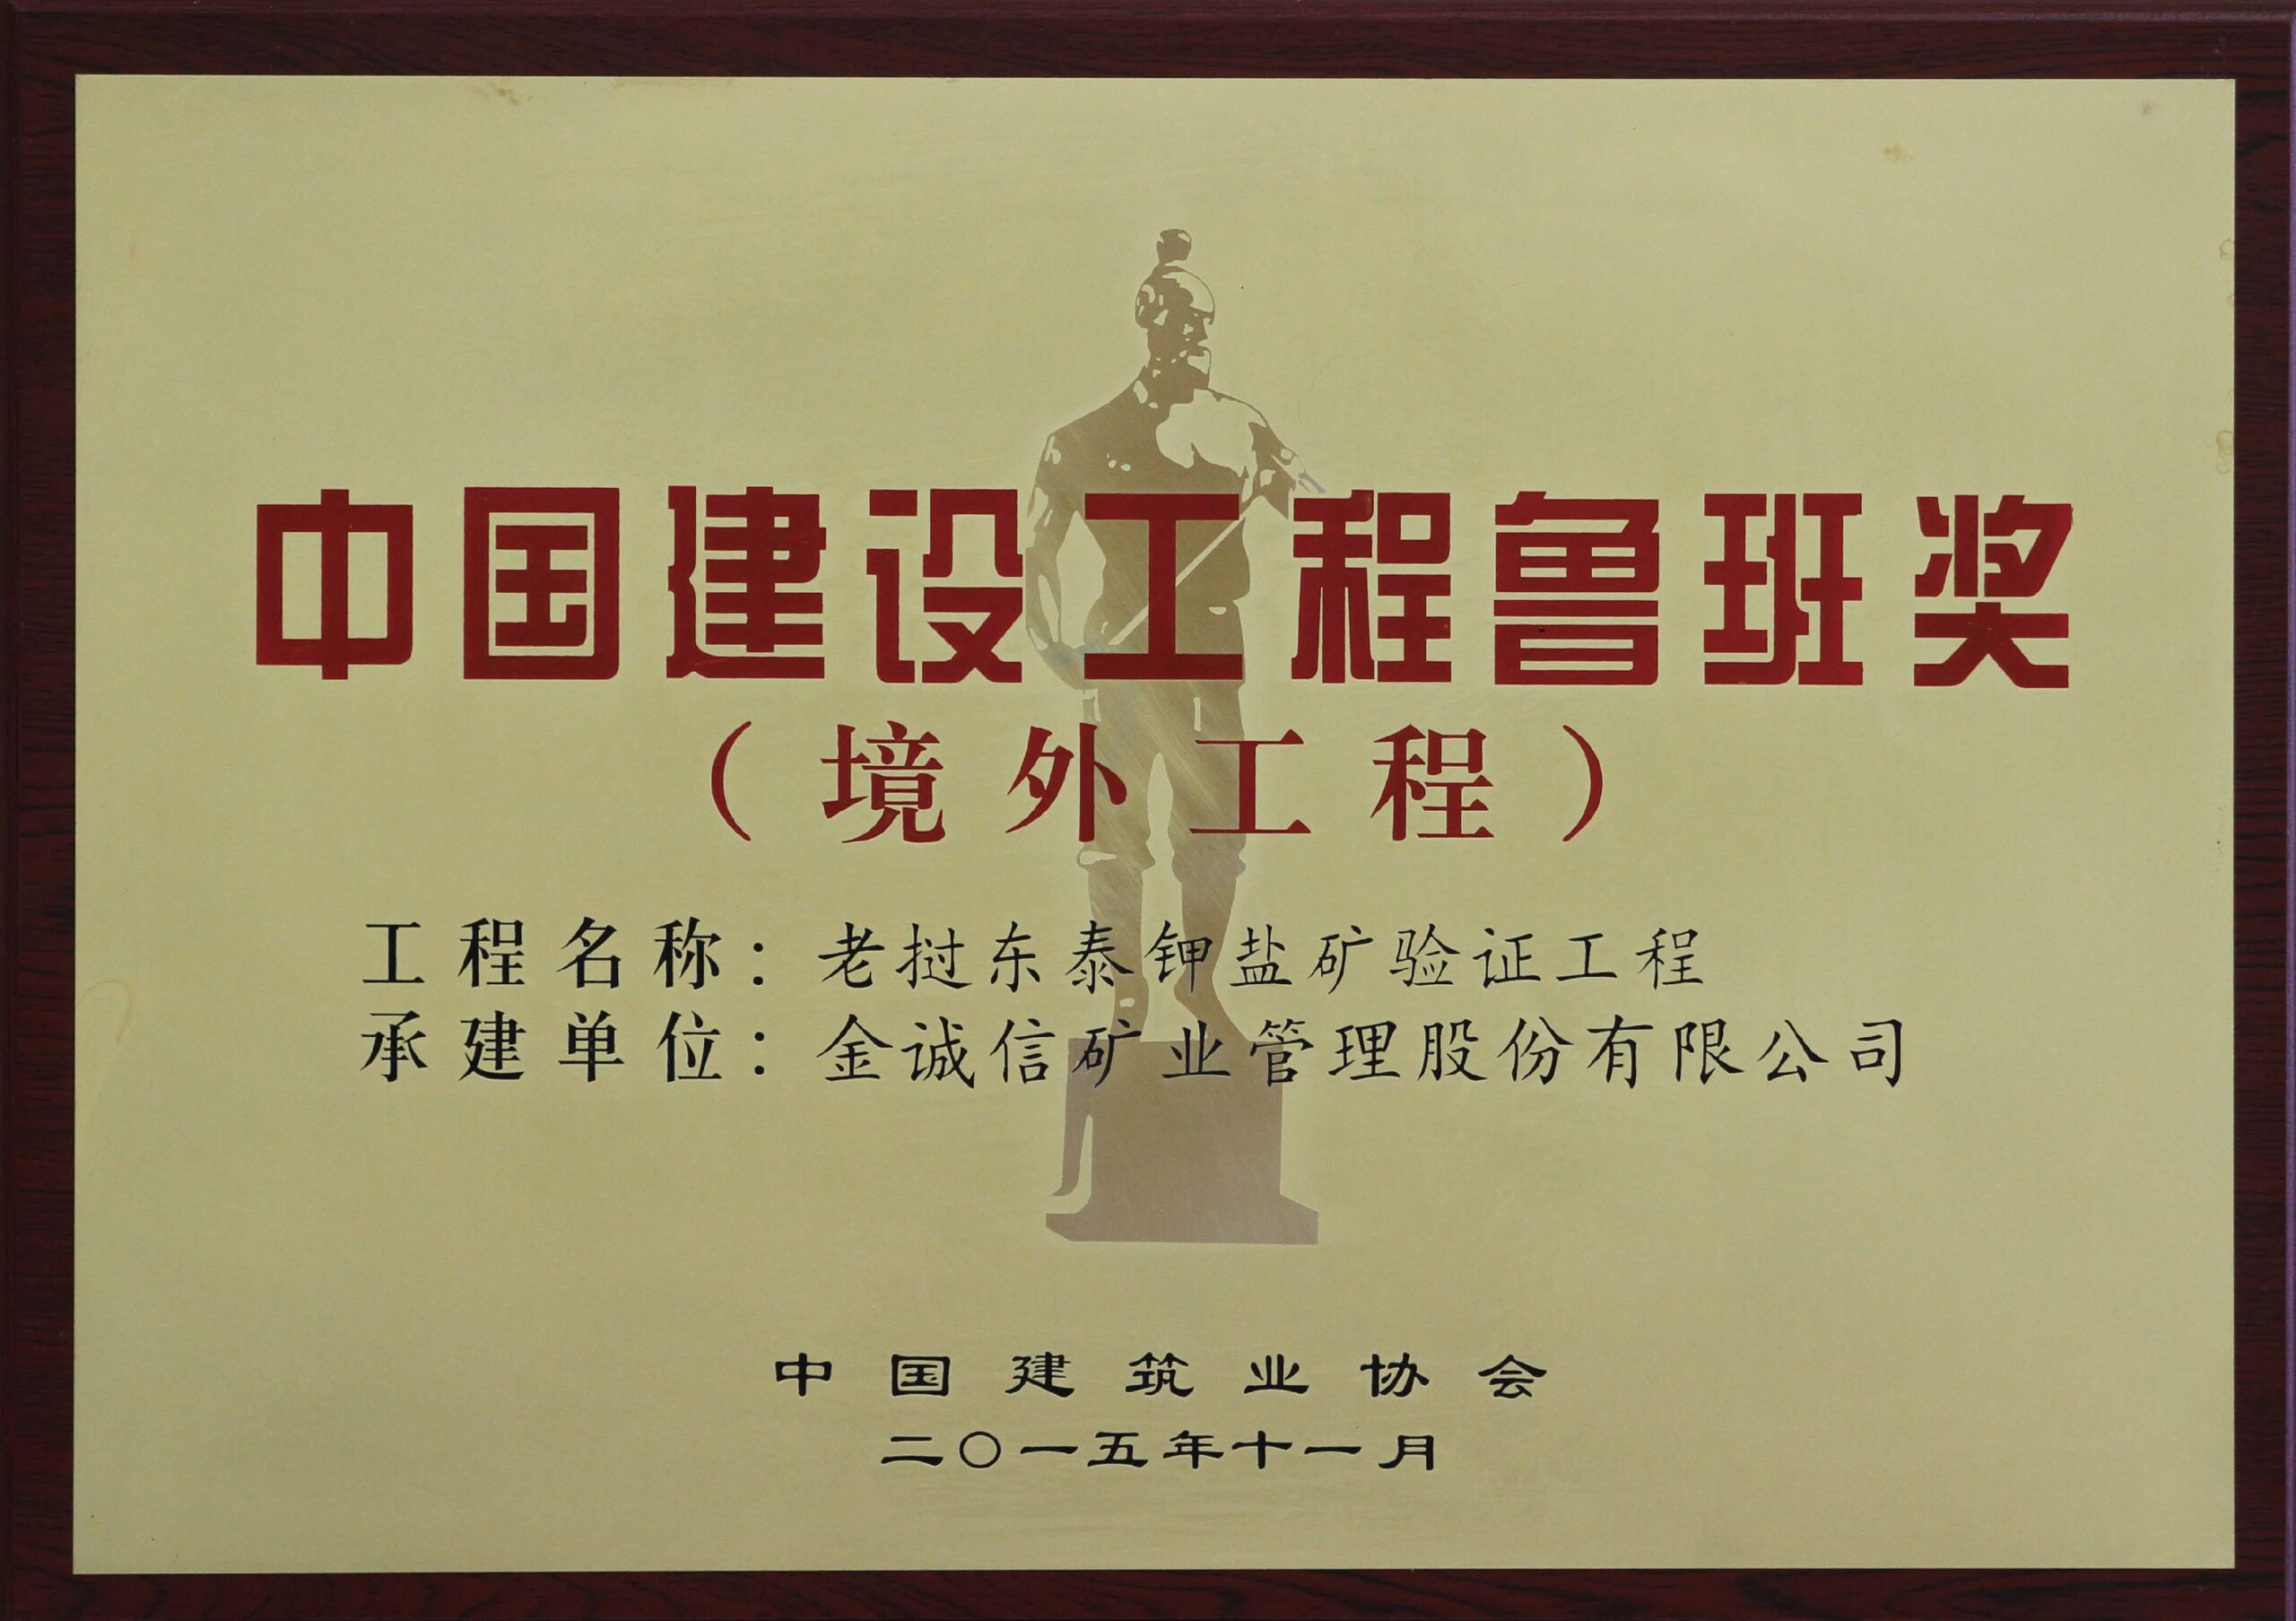 中国建设工程鲁班奖
（境外工程）
工程名称：老挝东泰钾盐矿验证工程
承建单位：金诚信矿业管理股份有限公司
中国建筑业协会
二〇一五年十一月